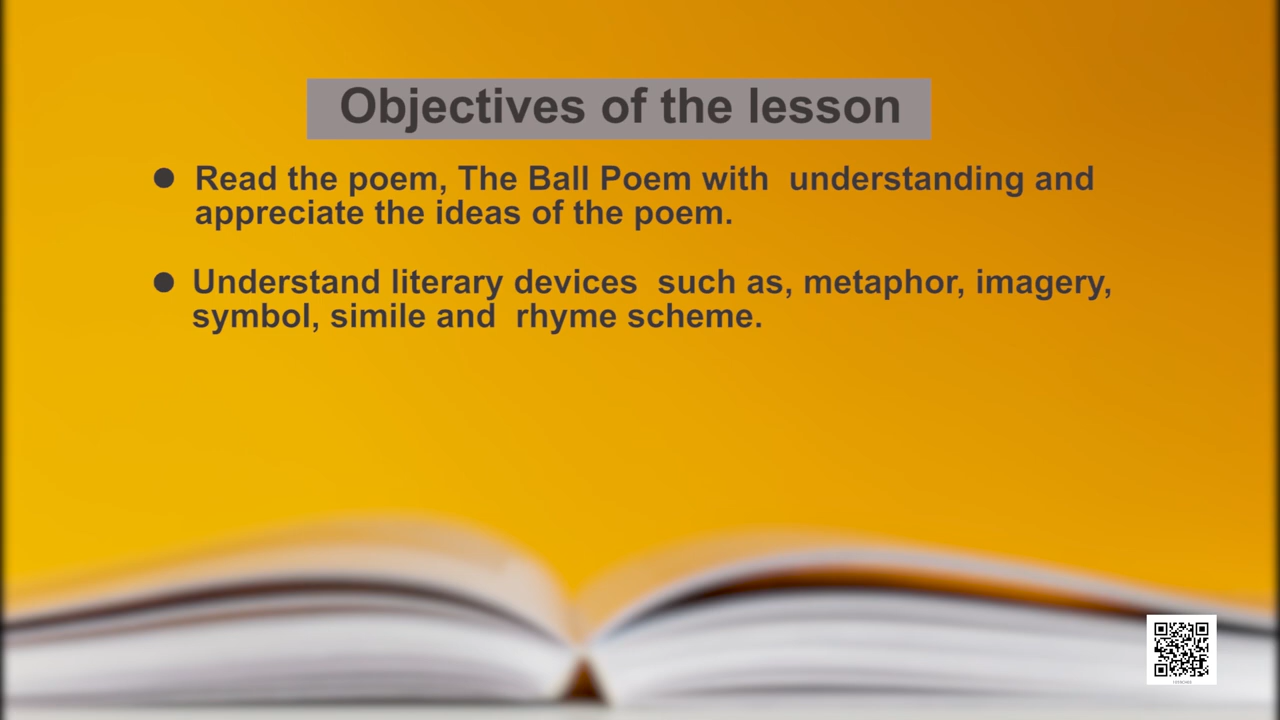 Objectives of the lesson
● Read the poem, The Ball Poem with understanding and
appreciate the ideas of the poem.
● Understand literary devices such as, metaphor, imagery,
symbol, simile and rhyme scheme.